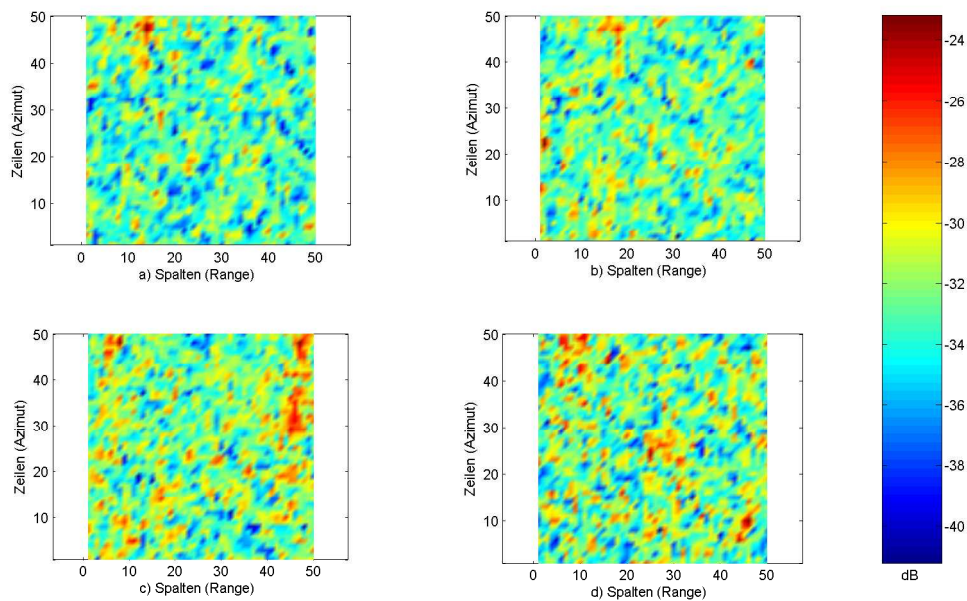 50
40
30
20
10
Zeilen (Azimut)
0 10 20 30 40 50
a) Spalten (Range)
50
40
30
20
10
Zeilen (Azimut)
0 10 20 30 40 50
b) Spalten (Range)
50
40
30
20
10
Zeilen (Azimut)
0 10 20 30 40 50
c) Spalten (Range)
50
40
30
20
10
Zeilen (Azimut)
0 10 20 30 40 50
d) Spalten (Range)
-24
-26
-28
-30
-32
-34
-36
-38
-40
dB